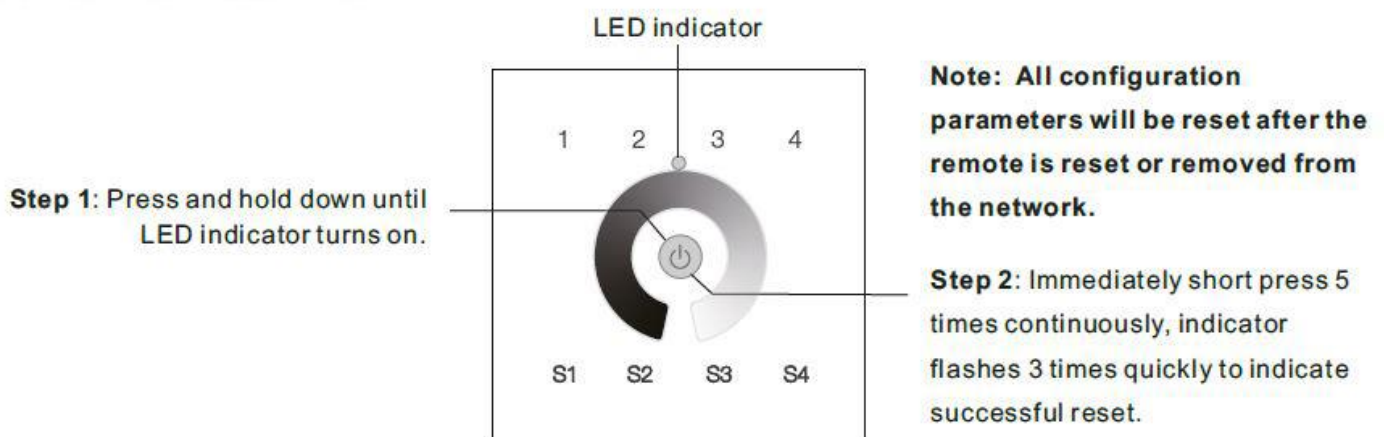 LED indicator
1 2 3 4
Step 1: Press and hold down until
LED indicator turns on.
S1 S2 S3 S4
Note: All configuration
parameters will be reset after the
remote is reset or removed from
the network.
Step 2: Immediately short press 5
times continuously, indicator
flashes 3 times quickly to indicate
successful reset.